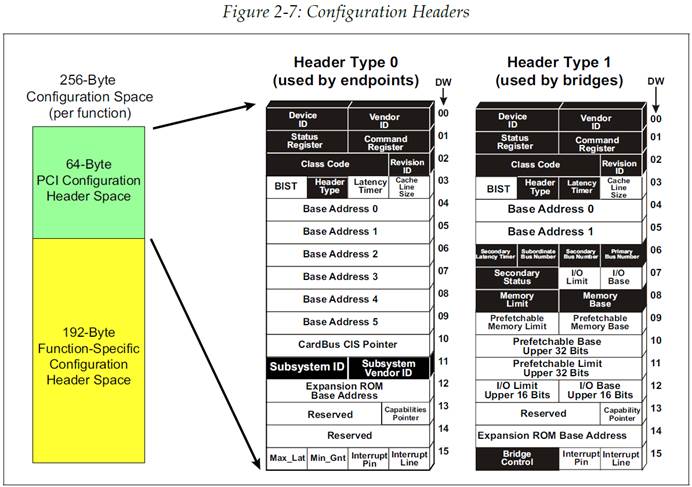 Figure 2-7: Configuration Headers
256-Byte
Configuration Space
(per function)
64-Byte
PCI Configuration
Header Space
192-Byte
Function-Specific
Configuration
Header Space
Header Type 0
(used by endpoints)
DW
Device
ID
Vendor
ID
00
Status
Register
Command
Register
01
Class Code
Revision
ID
02
BIST
Header
Type
Latency
Timer
Cache
Line
Size
03
Base Address 0
04
Base Address 1
05
Base Address 2
06
Base Address 3
07
Base Address 4
08
Base Address 5
09
CardBus CIS Pointer
10
Subsystem ID
Subsystem
Vendor ID
11
Expansion ROM
Base Address
12
Reserved
Capabilities
Pointer
13
Reserved
14
Max_Lat
Min_Gnt
Interrupt
Pin
Interrupt
Line
15
Header Type 1
(used by bridges)
DW
Device
ID
Vendor
ID
00
Status
Register
Command
Register
01
Class Code
Revision
ID
02
BIST
Header
Type
Latency
Timer
Cache
Line
Size
03
Base Address 0
04
Base Address 1
05
Secondary
Latency Timer
Subordinate
Bus Number
Secondary
Bus Number
Primary
Bus Number
06
Secondary
Status
I/O
Limit
I/O
Base
07
Memory
Limit
Memory
Base
08
Prefetchable
Memory Limit
Prefetchable
Memory Base
09
Prefetchable Base
Upper 32 Bits
10
Prefetchable Limit
Upper 32 Bits
11
I/O Limit
Upper 16 Bits
I/O Base
Upper 16 Bits
12
Reserved
Capability
Pointer
13
Expansion ROM Base Address
14
Bridge
Control
Interrupt
Pin
Interrupt
Line
15